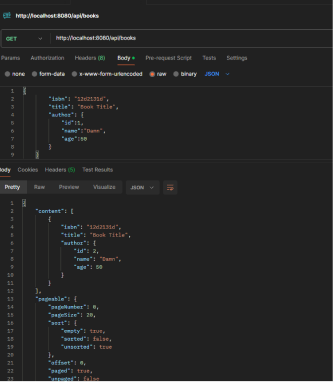 http://localhost:8080/api/books
GET http://localhost:8080/api/books
Params Authorization Headers (8) Body Pre-request Script Tests Settings
none form-data x-www-form-urlencoded raw binary JSON
1 {
2 "isbn": "12d2131d",
3 "title": "Book Title",
4 "author": {
5 "id":1,
6 "name":"Damn",
7 "age":50
8 }
9 }
Body Cookies Headers (5) Test Results
Pretty Raw Preview Visualize JSON
1 {
2 "content": [
3 {
4 "isbn": "12d2131d",
5 "title": "Book Title",
6 "author": {
7 "id": 2,
8 "name": "Damn",
9 "age": 50
10 }
11 }
12 ],
13 "pageable": {
14 "pageNumber": 0,
15 "pageSize": 20,
16 "sort": {
17 "empty": true,
18 "sorted": false,
19 "unsorted": true
20 },
21 "offset": 0,
22 "paged": true,
23 "unpaged": false